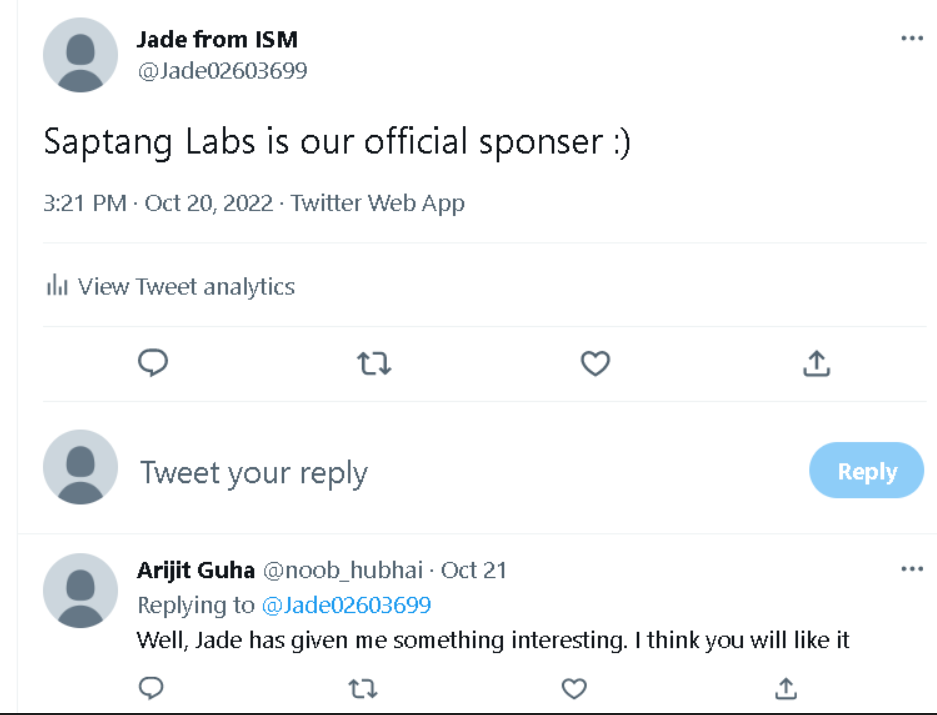 Jade from ISM
@Jade02603699
Saptang Labs is our official sponser :)
3:21 PM · Oct 20, 2022 · Twitter Web App
View Tweet analytics
Tweet your reply
Reply
Arijit Guha @noob_hubhai · Oct 21
Replying to @Jade02603699
Well, Jade has given me something interesting. I think you will like it